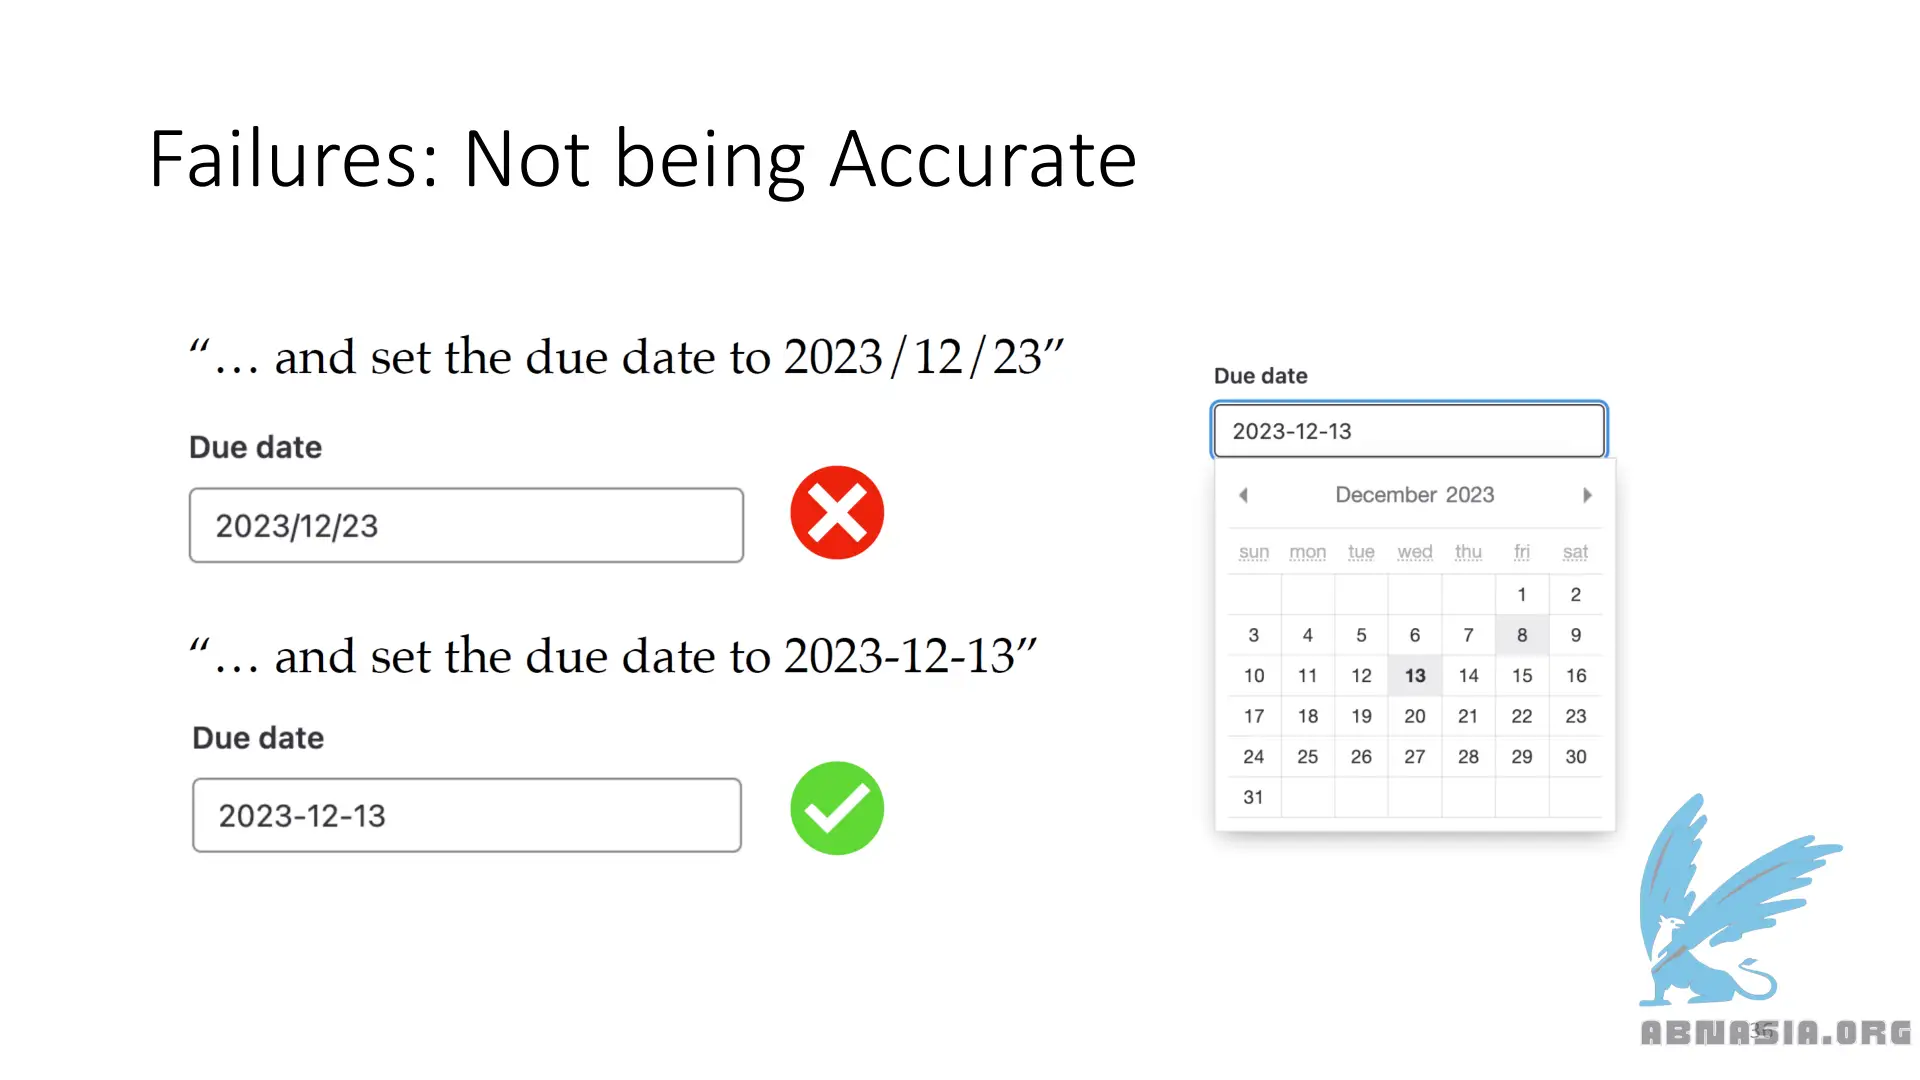 Failures: Not being Accurate
“… and set the due date to 2023/12/23”
Due date
2023/12/23
“… and set the due date to 2023-12-13”
Due date
2023-12-13
Due date
2023-12-13
December 2023
sun mon tue wed thu fri sat
1 2
3 4 5 6 7 8 9
10 11 12 13 14 15 16
17 18 19 20 21 22 23
24 25 26 27 28 29 30
31
36
ABNASIA.ORG